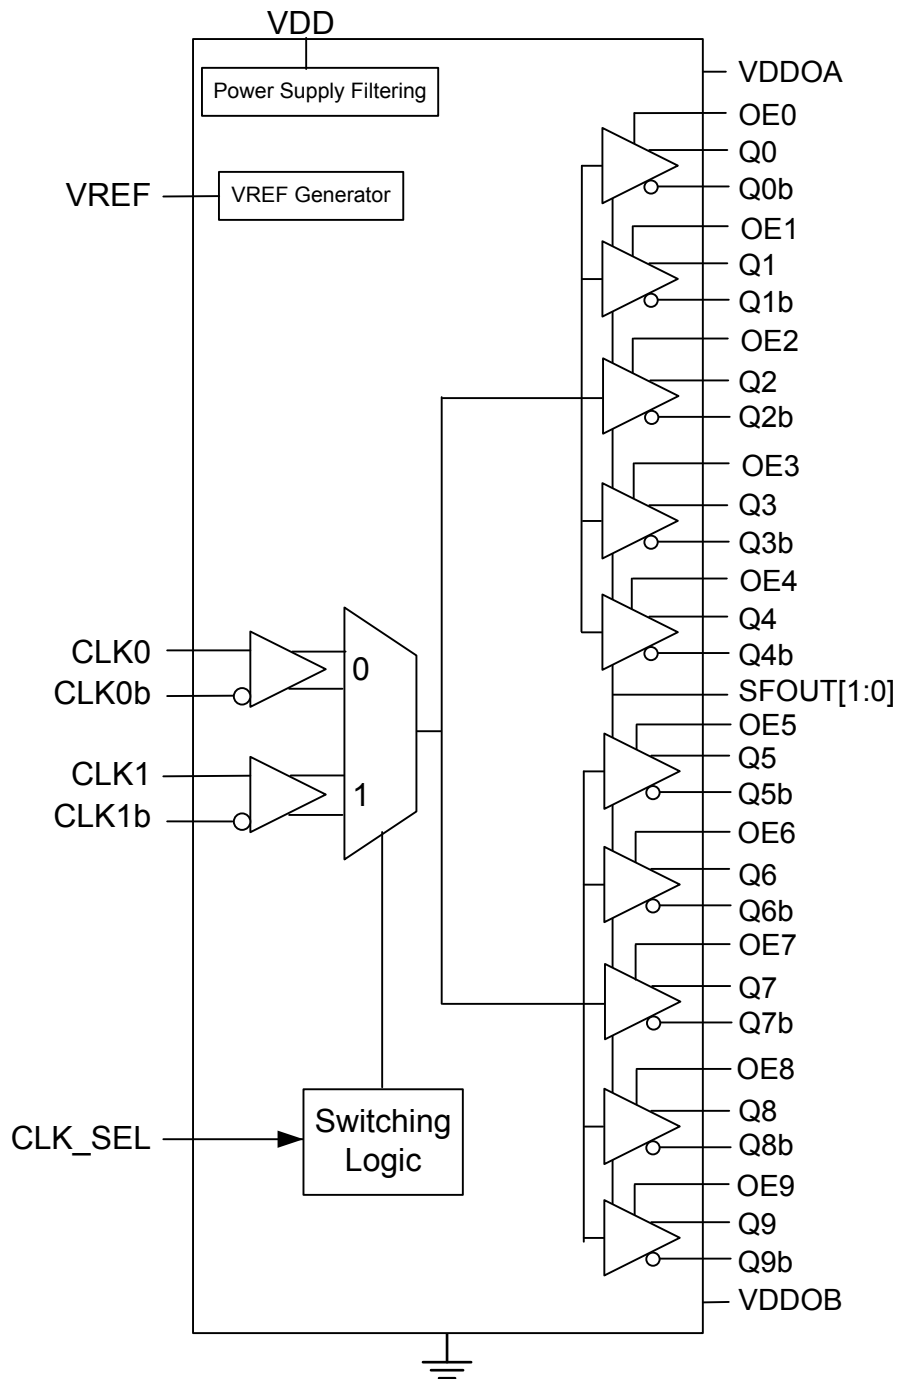 VDD
Power Supply Filtering
VREF
VREF Generator
CLK0
CLK0b
CLK1
CLK1b
0
1
CLK_SEL
Switching
Logic
VDDOA
OE0
Q0
Q0b
OE1
Q1
Q1b
OE2
Q2
Q2b
OE3
Q3
Q3b
OE4
Q4
Q4b
SFOUT[1:0]
OE5
Q5
Q5b
OE6
Q6
Q6b
OE7
Q7
Q7b
OE8
Q8
Q8b
OE9
Q9
Q9b
VDDOB